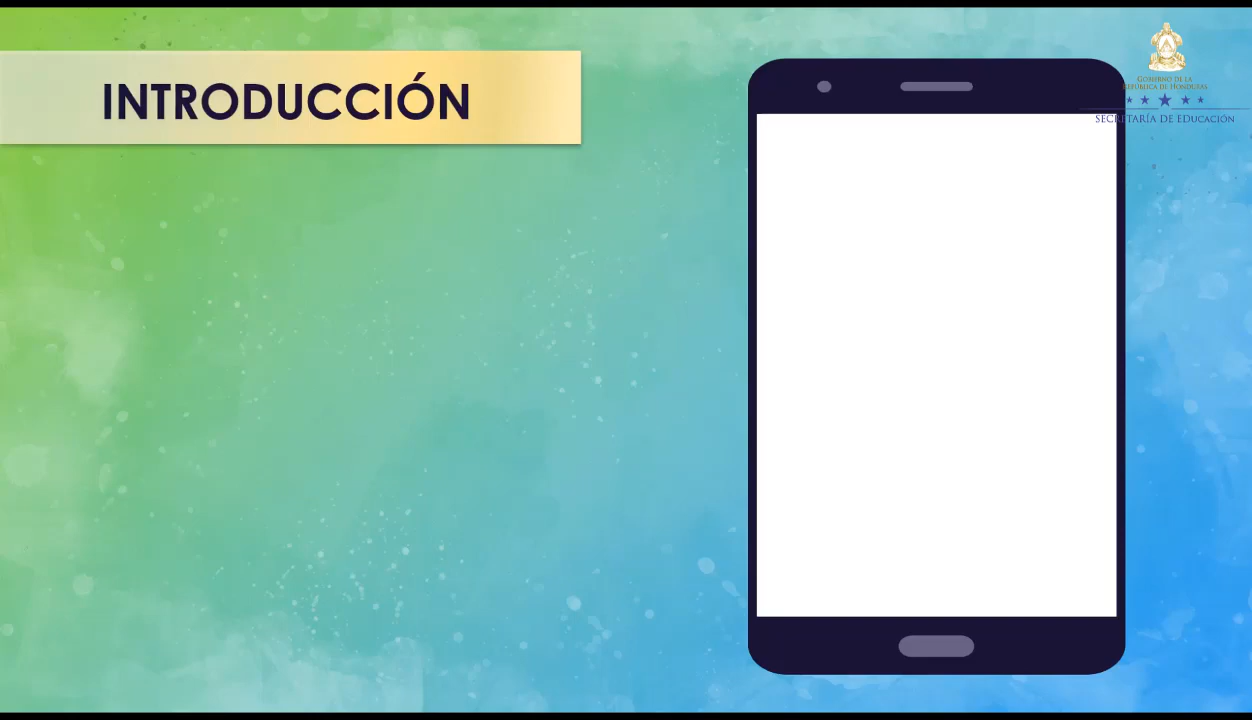 INTRODUCCIÓN
GOBIERNO DE LA
REPÚBLICA DE HONDURAS
SECRETARÍA DE EDUCACIÓN